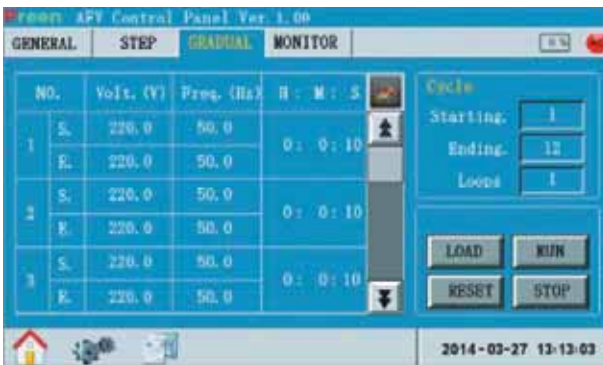 Preen AFV Control Panel Ver. 1.00
GENERAL STEP GRADUAL MONITOR
NO. Volt. (V) Freq. (Hz) H : M : S
1 S. 220.0 50.0 0: 0: 10
E. 220.0 50.0
2 S. 220.0 50.0 0: 0: 10
E. 220.0 50.0
3 S. 220.0 50.0 0: 0: 10
E. 220.0 50.0
Cycle
Starting. 1
Ending. 12
Loops 1
LOAD RUN
RESET STOP
2014-03-27 13:13:03